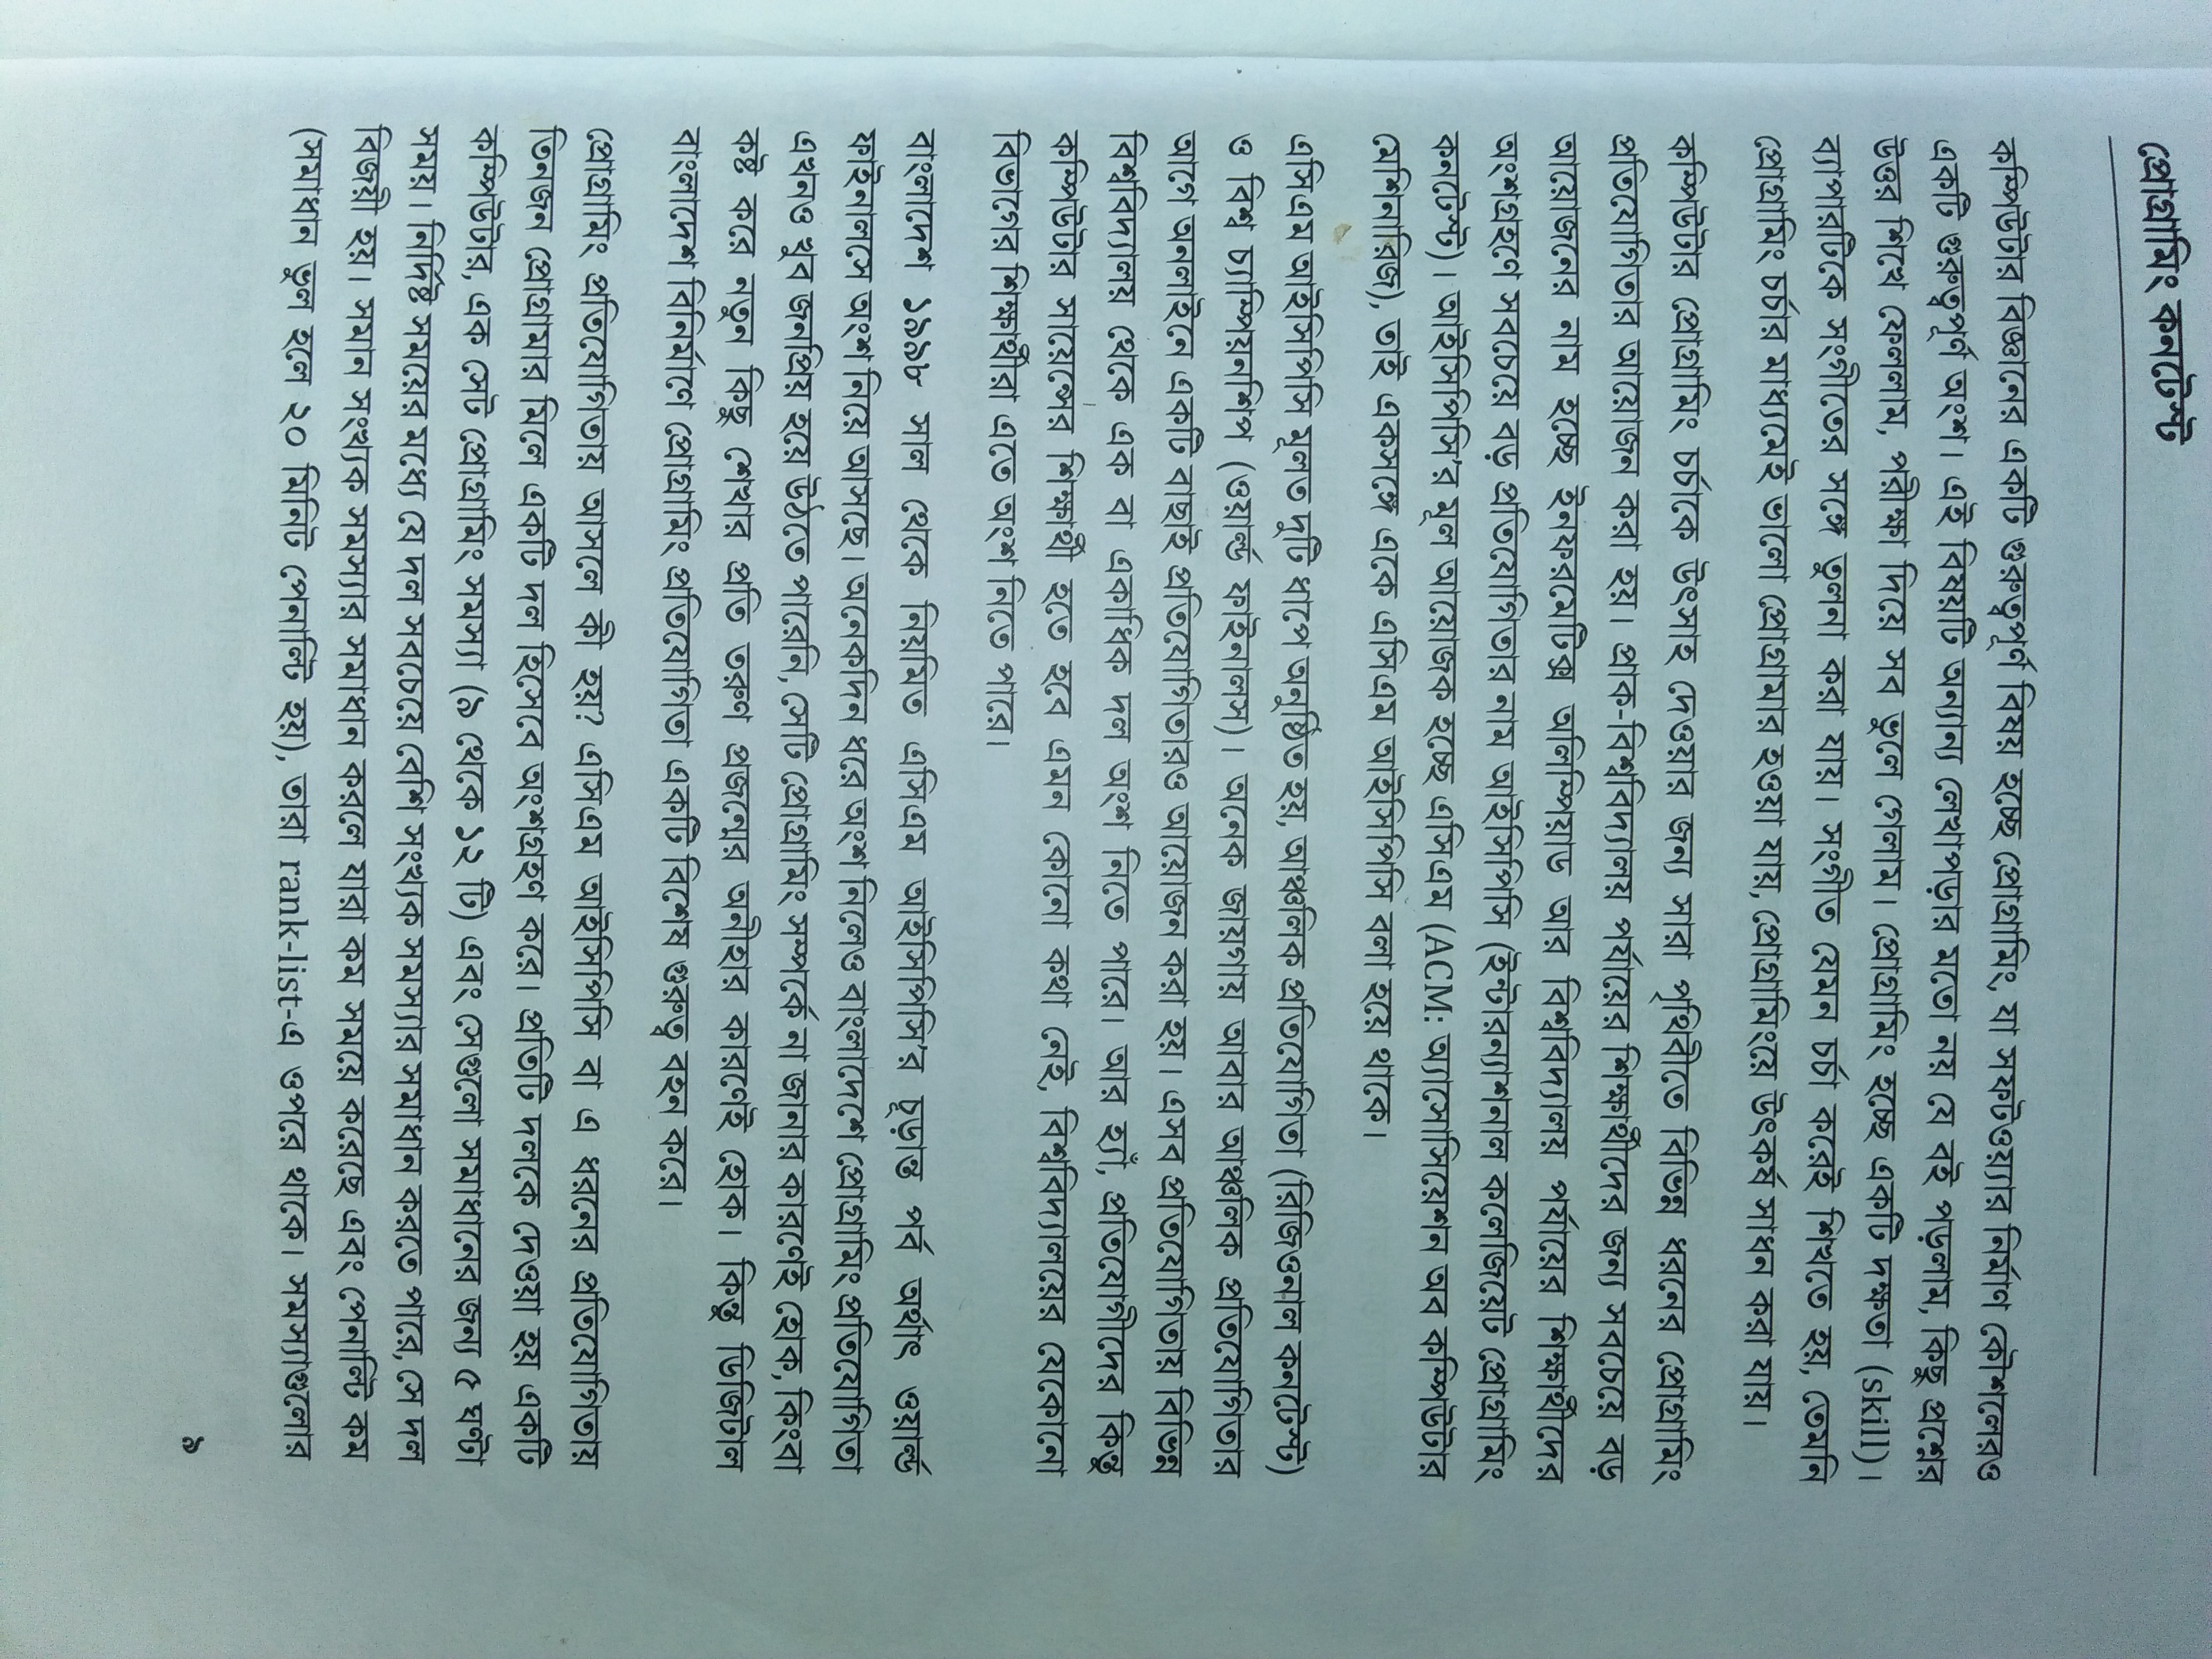 প্রোগ্রামিং কনটেস্ট
কম্পিউটার বিজ্ঞানের একটি গুরুত্বপূর্ণ বিষয় হচ্ছে প্রোগ্রামিং, যা সফটওয়্যার নির্মাণ কৌশলেরও
একটি গুরুত্বপূর্ণ অংশ। এই বিষয়টি অন্যান্য লেখাপড়ার মতো নয় যে বই পড়লাম, কিছু প্রশ্নের
উত্তর শিখে ফেললাম, পরীক্ষা দিয়ে সব ভুলে গেলাম। প্রোগ্রামিং হচ্ছে একটি দক্ষতা (skill)।
ব্যাপারটিকে সংগীতের সঙ্গে তুলনা করা যায়। সংগীত যেমন চর্চা করেই শিখতে হয়, তেমনি
প্রোগ্রামিং চর্চার মাধ্যমেই ভালো প্রোগ্রামার হওয়া যায়, প্রোগ্রামিংয়ে উৎকর্ষ সাধন করা যায়।
কম্পিউটার প্রোগ্রামিং চর্চাকে উৎসাহ দেওয়ার জন্য সারা পৃথিবীতে বিভিন্ন ধরনের প্রোগ্রামিং
প্রতিযোগিতার আয়োজন করা হয়। প্রাক-বিশ্ববিদ্যালয় পর্যায়ের শিক্ষার্থীদের জন্য সবচেয়ে বড়
আয়োজনের নাম হচ্ছে ইনফরমেটিক্স অলিম্পিয়াড আর বিশ্ববিদ্যালয় পর্যায়ের শিক্ষার্থীদের
অংশগ্রহণে সবচেয়ে বড় প্রতিযোগিতার নাম আইসিপিসি (ইন্টারন্যাশনাল কলেজিয়েট প্রোগ্রামিং
কনটেস্ট)। আইসিপিসি'র মূল আয়োজক হচ্ছে এসিএম (ACM: অ্যাসোসিয়েশন অব কম্পিউটার
মেশিনারিজ), তাই একসঙ্গে একে এসিএম আইসিপিসি বলা হয়ে থাকে।
এসিএম আইসিপিসি মূলত দুটি ধাপে অনুষ্ঠিত হয়, আঞ্চলিক প্রতিযোগিতা (রিজিওনাল কনটেস্ট)
ও বিশ্ব চ্যাম্পিয়নশিপ (ওয়ার্ল্ড ফাইনালস)। অনেক জায়গায় আবার আঞ্চলিক প্রতিযোগিতার
আগে অনলাইনে একটি বাছাই প্রতিযোগিতারও আয়োজন করা হয়। এসব প্রতিযোগিতায় বিভিন্ন
বিশ্ববিদ্যালয় থেকে এক বা একাধিক দল অংশ নিতে পারে। আর হ্যাঁ, প্রতিযোগীদের কিন্তু
কম্পিউটার সায়েন্সের শিক্ষার্থী হতে হবে এমন কোনো কথা নেই, বিশ্ববিদ্যালয়ের যেকোনো
বিভাগের শিক্ষার্থীরা এতে অংশ নিতে পারে।
বাংলাদেশ ১৯৯৮ সাল থেকে নিয়মিত এসিএম আইসিপিসি'র চূড়ান্ত পর্ব অর্থাৎ ওয়ার্ল্ড
ফাইনালসে অংশ নিয়ে আসছে। অনেকদিন ধরে অংশ নিলেও বাংলাদেশে প্রোগ্রামিং প্রতিযোগিতা
এখনও খুব জনপ্রিয় হয়ে উঠতে পারেনি, সেটি প্রোগ্রামিং সম্পর্কে না জানার কারণেই হোক, কিংবা
কষ্ট করে নতুন কিছু শেখার প্রতি তরুণ প্রজন্মের অনীহার কারণেই হোক। কিন্তু ডিজিটাল
বাংলাদেশ বিনির্মাণে প্রোগ্রামিং প্রতিযোগিতা একটি বিশেষ গুরুত্ব বহন করে।
প্রোগ্রামিং প্রতিযোগিতায় আসলে কী হয়? এসিএম আইসিপিসি বা এ ধরনের প্রতিযোগিতায়
তিনজন প্রোগ্রামার মিলে একটি দল হিসেবে অংশগ্রহণ করে। প্রতিটি দলকে দেওয়া হয় একটি
কম্পিউটার, এক সেট প্রোগ্রামিং সমস্যা (৯ থেকে ১২ টি) এবং সেগুলো সমাধানের জন্য ৫ ঘণ্টা
সময়। নির্দিষ্ট সময়ের মধ্যে যে দল সবচেয়ে বেশি সংখ্যক সমস্যার সমাধান করতে পারে, সে দল
বিজয়ী হয়। সমান সংখ্যক সমস্যার সমাধান করলে যারা কম সময়ে করেছে এবং পেনাল্টি কম
(সমাধান ভুল হলে ২০ মিনিট পেনাল্টি হয়), তারা rank-list-এ ওপরে থাকে। সমস্যাগুলোর
৯